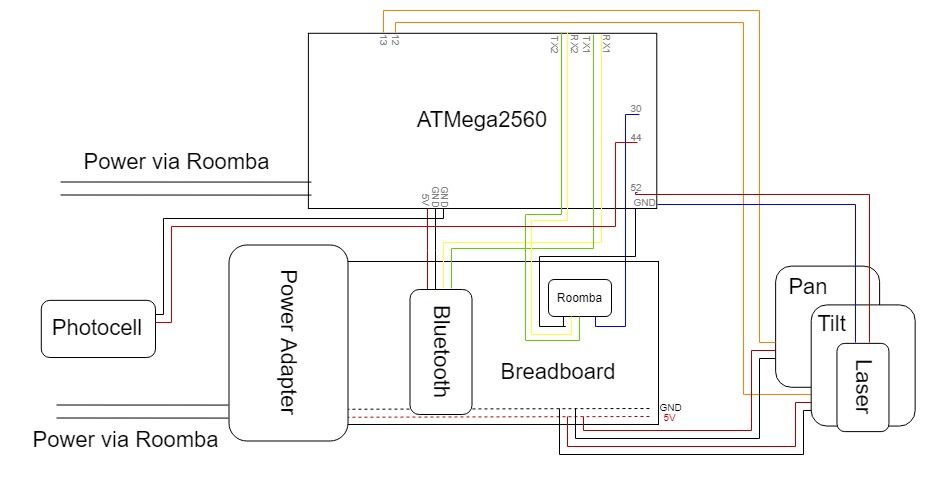 13
12
TX2
RX2
TX1
RX1
30
ATMega2560
44
Power via Roomba
52
5V
GND
GND
GND
Pan
Power Adapter
Roomba
Photocell
Bluetooth
Tilt
Laser
Breadboard
GND
5V
Power via Roomba